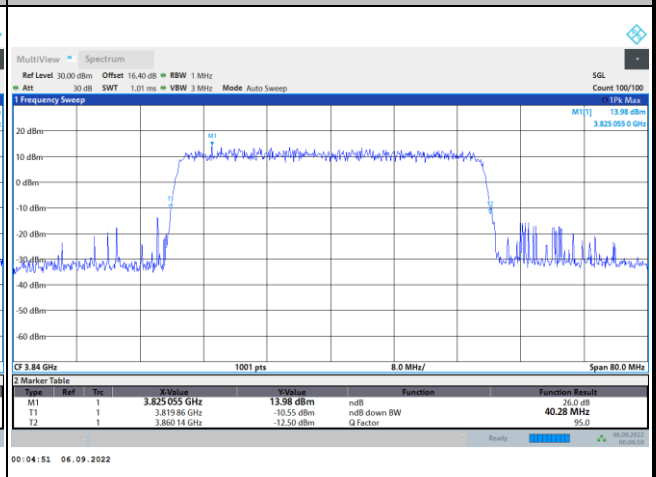 MultiView Spectrum
Ref Level 30.00 dBm Offset 16.40 dB RBW 1 MHz SGL
Att 30 dB SWT 1.01 ms VBW 3 MHz Mode Auto Sweep Count 100/100
1 Frequency Sweep 1Pk Max
M1[1] 13.98 dBm
3.825 055 0 GHz
20 dBm
M1
10 dBm
0 dBm
T1
-10 dBm
T2
-20 dBm
-30 dBm
-40 dBm
-50 dBm
-60 dBm
CF 3.84 GHz 1001 pts 8.0 MHz/ Span 80.0 MHz
2 Marker Table
Type Ref Trc X-Value Y-Value Function Function Result
M1 1 3.825 055 GHz 13.98 dBm ndB 26.0 dB
T1 1 3.819 86 GHz -10.55 dBm ndB down BW 40.28 MHz
T2 1 3.860 14 GHz -12.50 dBm Q Factor 95.0
Ready 06.09.2022
00:04:50
00:04:51 06.09.2022